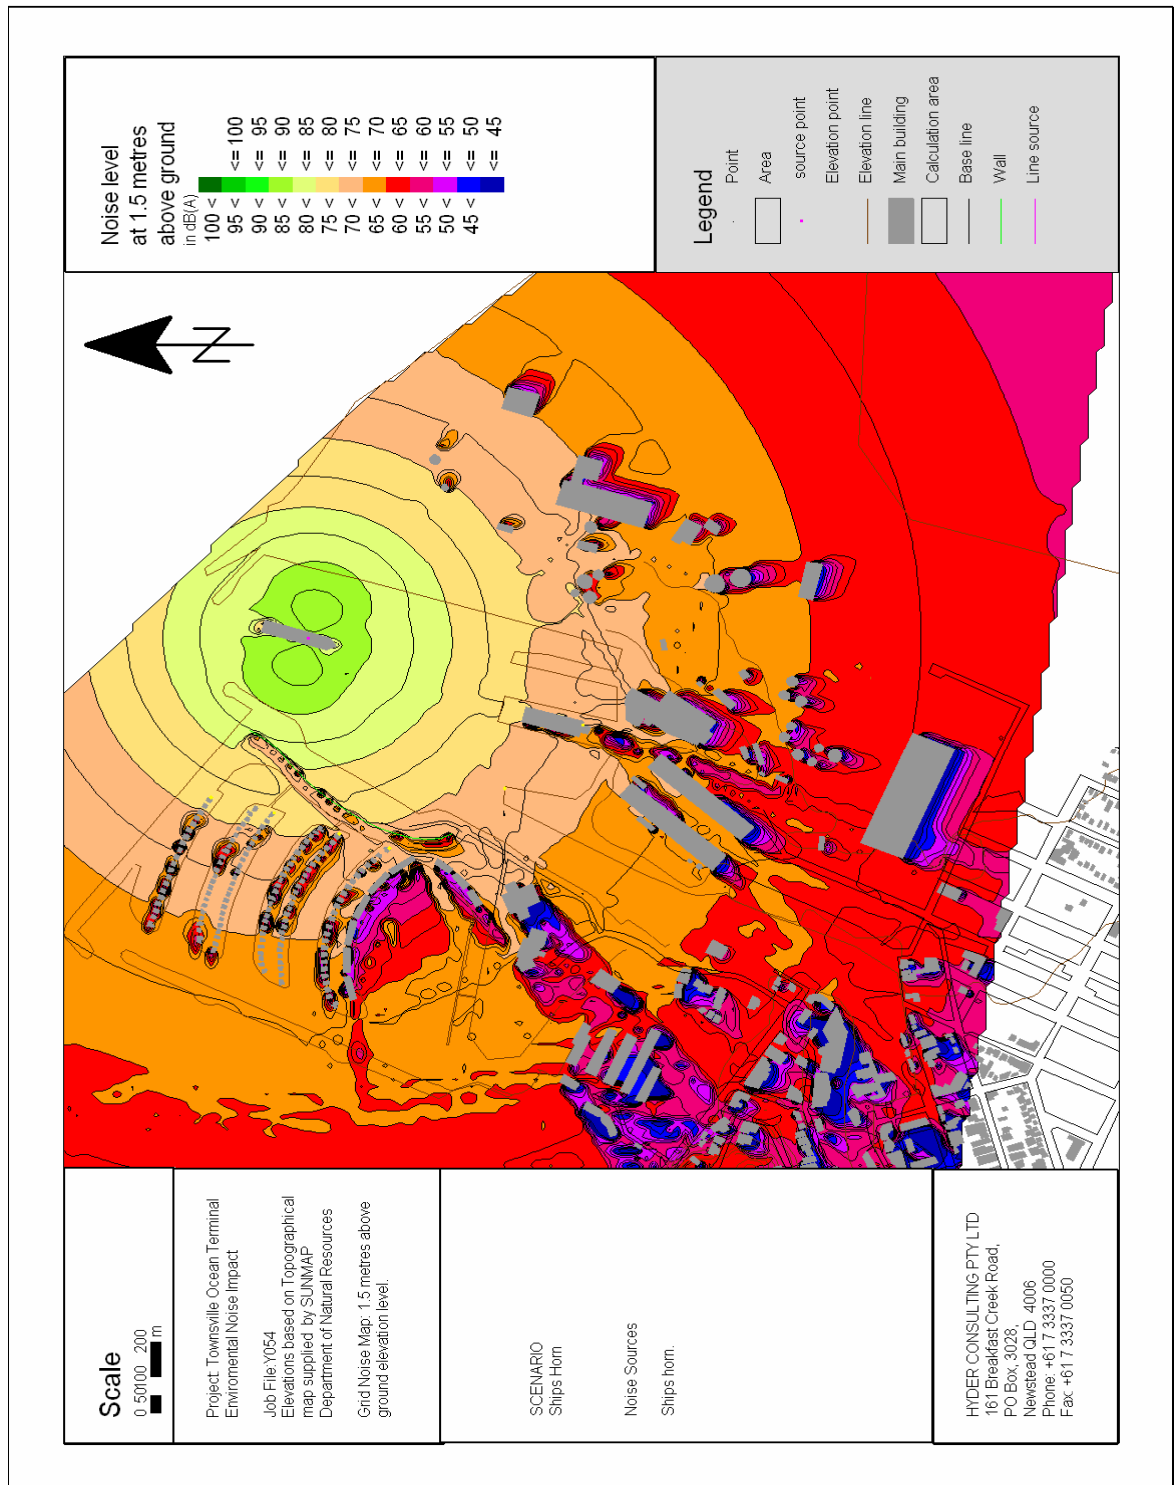 Noise level
at 1.5 metres
above ground
in dB(A)
100 <
95 < <= 100
90 < <= 95
85 < <= 90
80 < <= 85
75 < <= 80
70 < <= 75
65 < <= 70
60 < <= 65
55 < <= 60
50 < <= 55
45 < <= 50
<= 45
Legend
Point
Area
source point
Elevation point
Elevation line
Main building
Calculation area
Base line
Wall
Line source
N
Scale
0 50100 200
m
Project: Townsville Ocean Terminal
Enviromental Noise Impact
Job File:Y054
Elevations based on Topographical
map supplied by SUNMAP
Department of Natural Resources
Grid Noise Map: 1.5 metres above
ground elevation level.
SCENARIO
Ships Horn
Noise Sources
Ships horn.
HYDER CONSULTING PTY LTD
161 Breakfast Creek Road,
PO Box, 3028,
Newstead QLD 4006
Phone: +61 7 3337 0000
Fax: +61 7 3337 0050